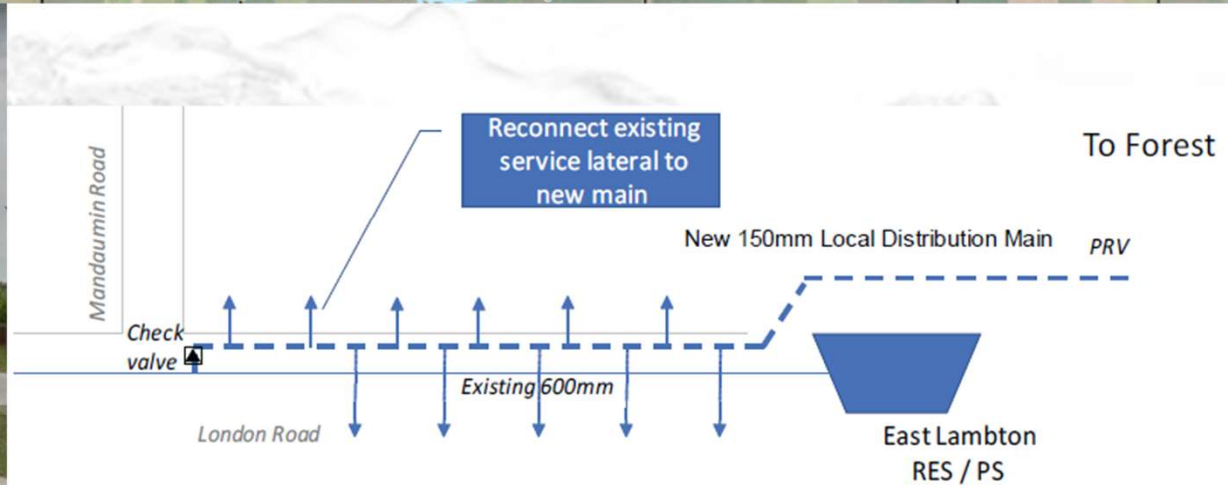 Reconnect existing
service lateral to
new main
To Forest
Mandaumin Road
New 150mm Local Distribution Main
PRV
Check
valve
Existing 600mm
London Road
East Lambton
RES / PS